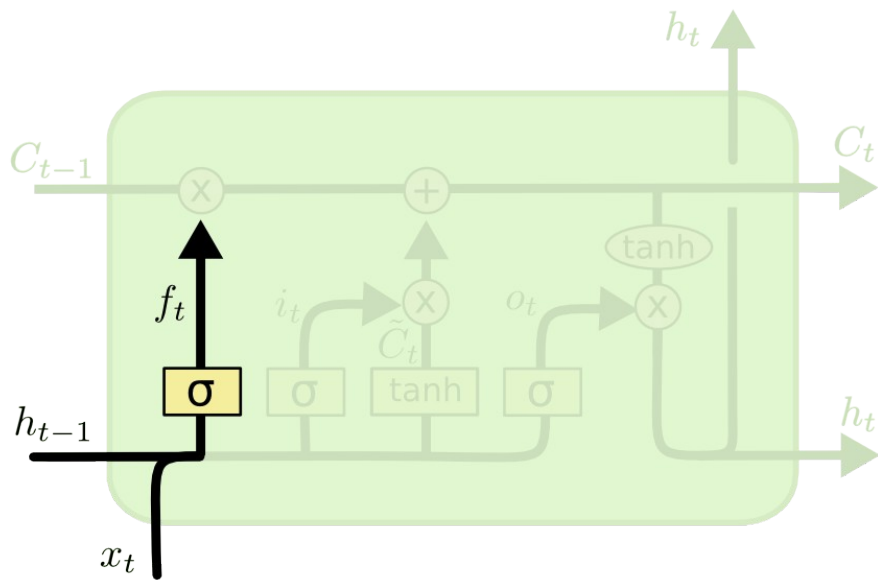 h_t
C_{t-1}
C_t
x
+
tanh
f_t
i_t
x
o_t
x
C̃_t
σ
σ
tanh
σ
h_{t-1}
h_t
x_t